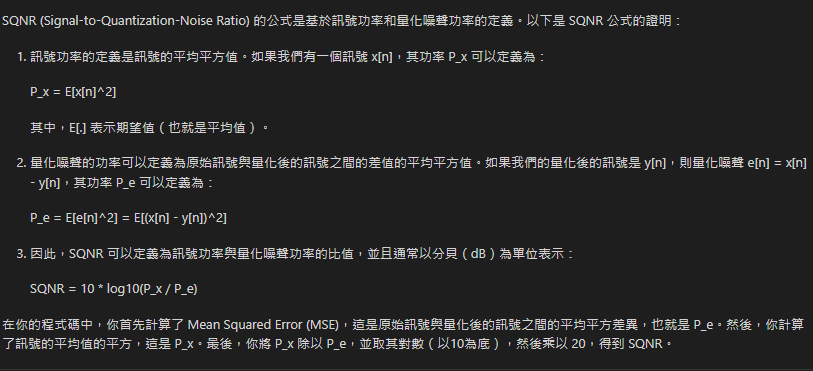 SQNR (Signal-to-Quantization-Noise Ratio) 的公式是基於訊號功率和量化噪聲功率的定義。以下是 SQNR 公式的證明：
1. 訊號功率的定義是訊號的平均平方值。如果我們有一個訊號 x[n]，其功率 P_x 可以定義為：
P_x = E[x[n]^2]
其中，E[.] 表示期望值（也就是平均值）。
2. 量化噪聲的功率可以定義為原始訊號與量化後的訊號之間的差值的平均平方值。如果我們的量化後的訊號是 y[n]，則量化噪聲 e[n] = x[n]
- y[n]，其功率 P_e 可以定義為：
P_e = E[e[n]^2] = E[(x[n] - y[n])^2]
3. 因此，SQNR 可以定義為訊號功率與量化噪聲功率的比值，並且通常以分貝（dB）為單位表示：
SQNR = 10 * log10(P_x / P_e)
在你的程式碼中，你首先計算了 Mean Squared Error (MSE)，這是原始訊號與量化後的訊號之間的平均平方差異，也就是 P_e。然後，你計算
了訊號的平均值的平方，這是 P_x。最後，你將 P_x 除以 P_e，並取其對數（以10為底），然後乘以 20，得到 SQNR。